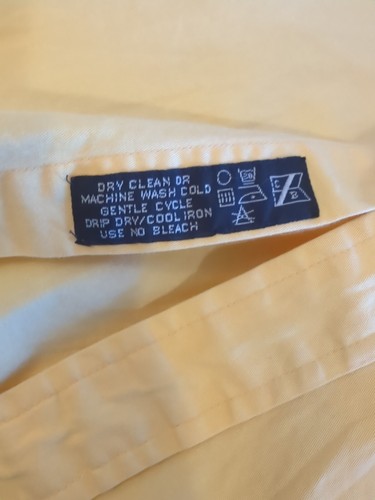 DRY CLEAN OR
MACHINE WASH COLD
GENTLE CYCLE
DRIP DRY/COOL IRON
USE NO BLEACH